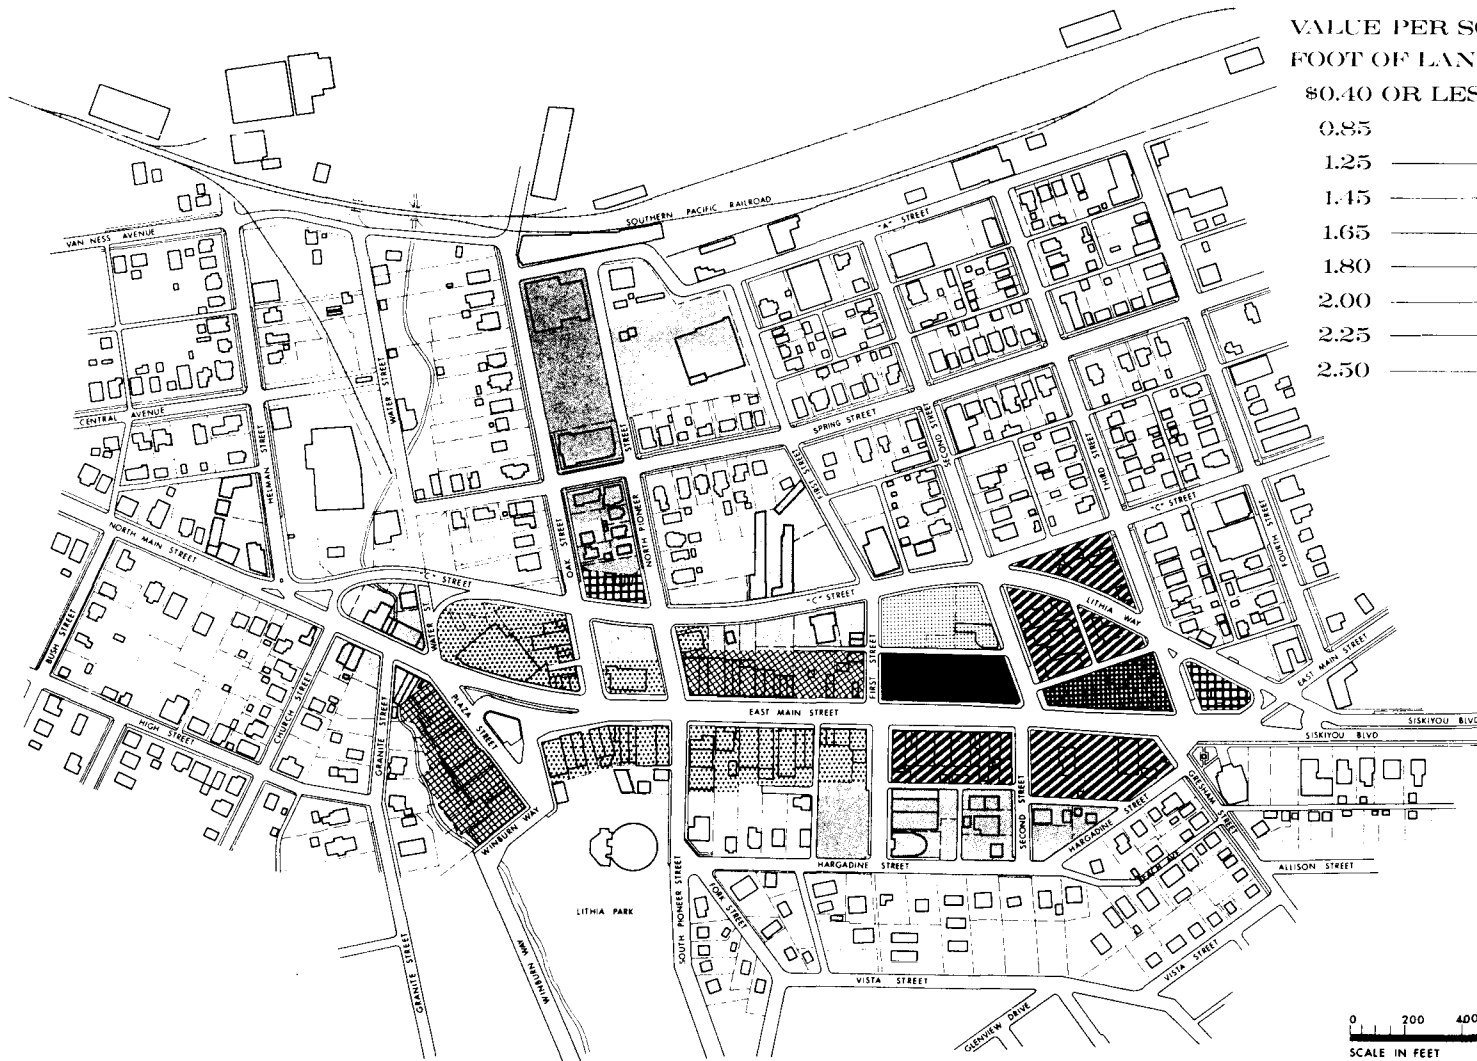 VALUE PER SQ
FOOT OF LAN
$0.40 OR LES
0.85
1.25
1.45
1.65
1.80
2.00
2.25
2.50
SOUTHERN PACIFIC RAILROAD
"A" STREET
VAN NESS AVENUE
WATER STREET
CENTRAL AVENUE
HELMAN STREET
SPRING STREET
SECOND STREET
FIRST STREET
THIRD STREET
"C" STREET
FOURTH STREET
NORTH MAIN STREET
OAK STREET
NORTH PIONEER STREET
"C" STREET
"C" STREET
LITHIA WAY
BUSH STREET
WATER ST.
FIRST STREET
EAST MAIN STREET
CHURCH STREET
GRANITE STREET
PLAZA STREET
EAST MAIN STREET
SISKIYOU BLVD
SISKIYOU BLVD
HIGH STREET
WINBURN WAY
SECOND STREET
HARGADINE STREET
GRESHAM STREET
HARGADINE STREET
ALLISON STREET
LITHIA PARK
SOUTH PIONEER STREET
FORK STREET
GRANITE STREET
WINBURN WAY
VISTA STREET
VISTA STREET
GLENVIEW DRIVE
0 200 400
SCALE IN FEET